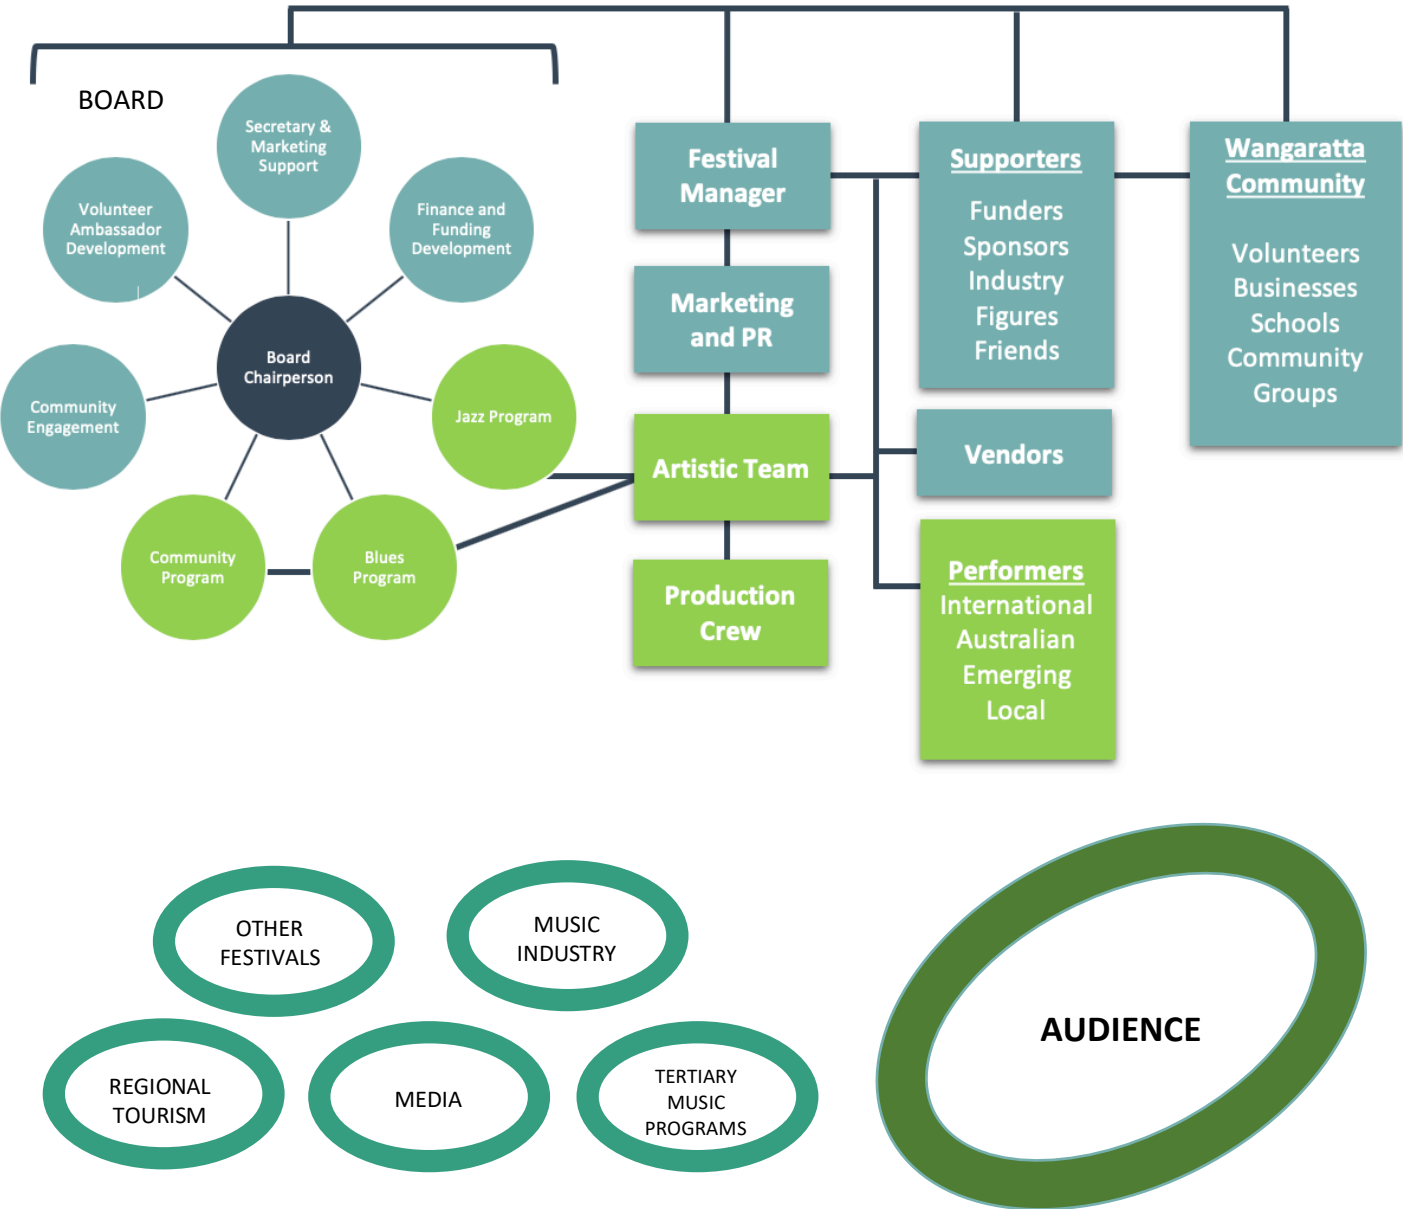 BOARD
Secretary &
Marketing
Support
Volunteer
Ambassador
Development
Finance and
Funding
Development
Board
Chairperson
Community
Engagement
Jazz Program
Community
Program
Blues
Program
Festival
Manager
Marketing
and PR
Artistic Team
Production
Crew
Supporters
Funders
Sponsors
Industry
Figures
Friends
Vendors
Performers
International
Australian
Emerging
Local
Wangaratta
Community
Volunteers
Businesses
Schools
Community
Groups
OTHER
FESTIVALS
MUSIC
INDUSTRY
REGIONAL
TOURISM
MEDIA
TERTIARY
MUSIC
PROGRAMS
AUDIENCE